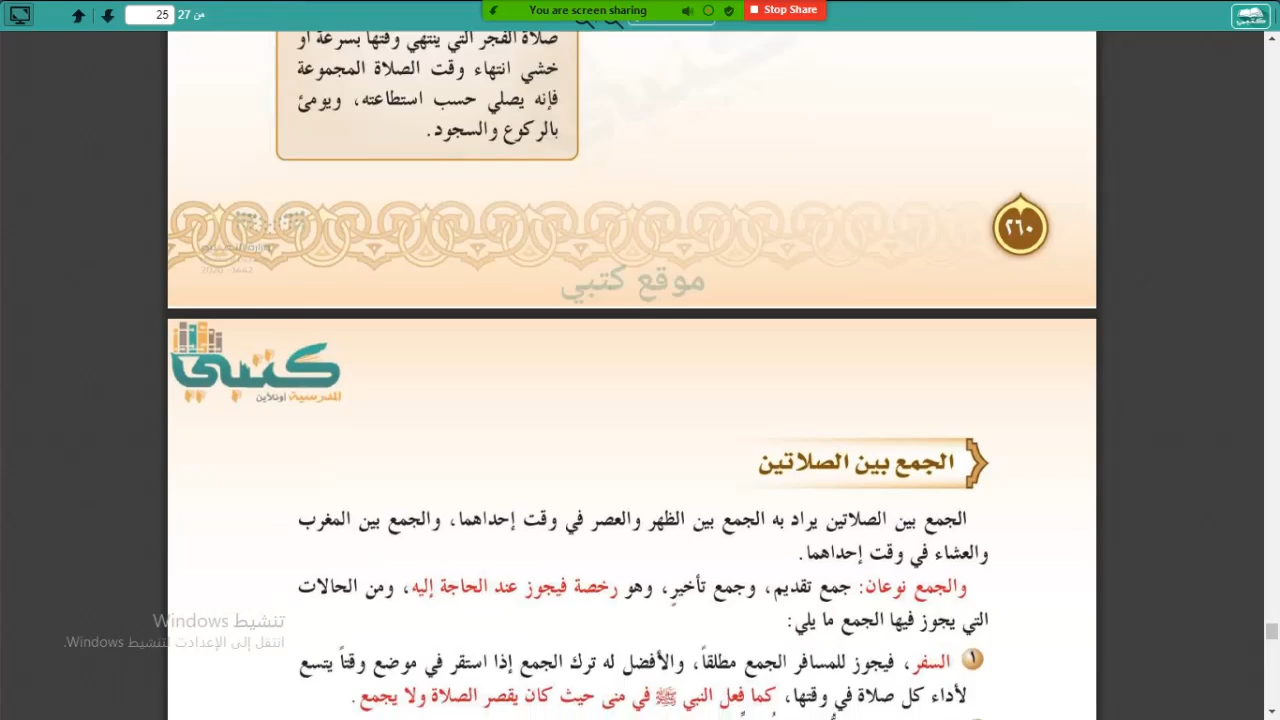 25 من 27
You are screen sharing
Stop Share
كتبي
صلاة الفجر التي ينتهي وقتها بسرعة أو
خشي انتهاء وقت الصلاة المجموعة
فإنه يصلي حسب استطاعته، ويومئ
بالركوع والسجود.
2020 - 1442
٢٦٠
موقع كتبي
كتبي
المدرسية اونلاين
الجمع بين الصلاتين
الجمع بين الصلاتين يراد به الجمع بين الظهر والعصر في وقت إحداهما، والجمع بين المغرب
والعشاء في وقت إحداهما.
والجمع نوعان: جمع تقديم، وجمع تأخيرٍ، وهو رخصة فيجوز عند الحاجة إليه، ومن الحالات
التي يجوز فيها الجمع ما يلي:
١ السفر، فيجوز للمسافر الجمع مطلقاً، والأفضل له ترك الجمع إذا استقر في موضع وقتاً يتسع
لأداء كل صلاة في وقتها، كما فعل النبي ﷺ في منى حيث كان يقصر الصلاة ولا يجمع.
تنشيط Windows
انتقل إلى الإعدادت لتنشيط Windows.